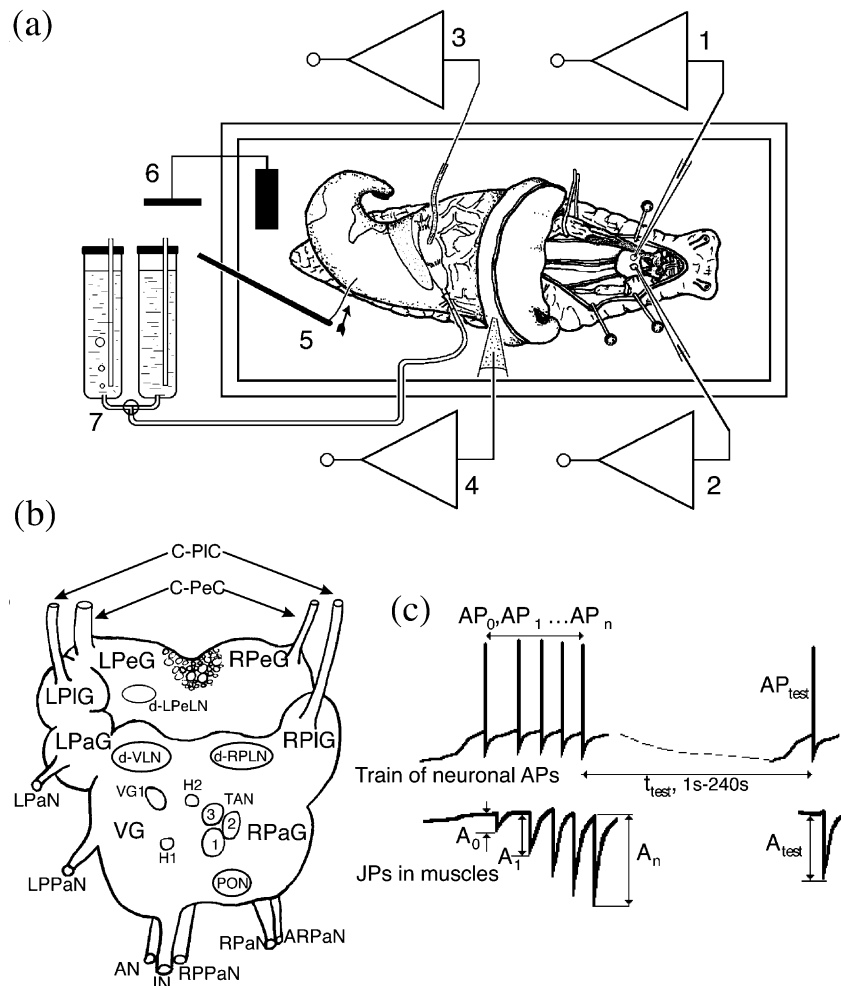 (a)
3
1
6
5
7
4
2
(b)
C-PlC
C-PeC
LPeG
RPeG
d-LPeLN
LPlG
RPlG
LPaG
d-VLN
d-RPLN
LPaN
VG1
H2
TAN
3
2
VG
RPaG
1
H1
LPPaN
PON
RPaN
ARPaN
AN
IN
RPPaN
(c)
AP0,AP1 ...APn
APtest
Train of neuronal APs
ttest, 1s-240s
A0
A1
An
Atest
JPs in muscles